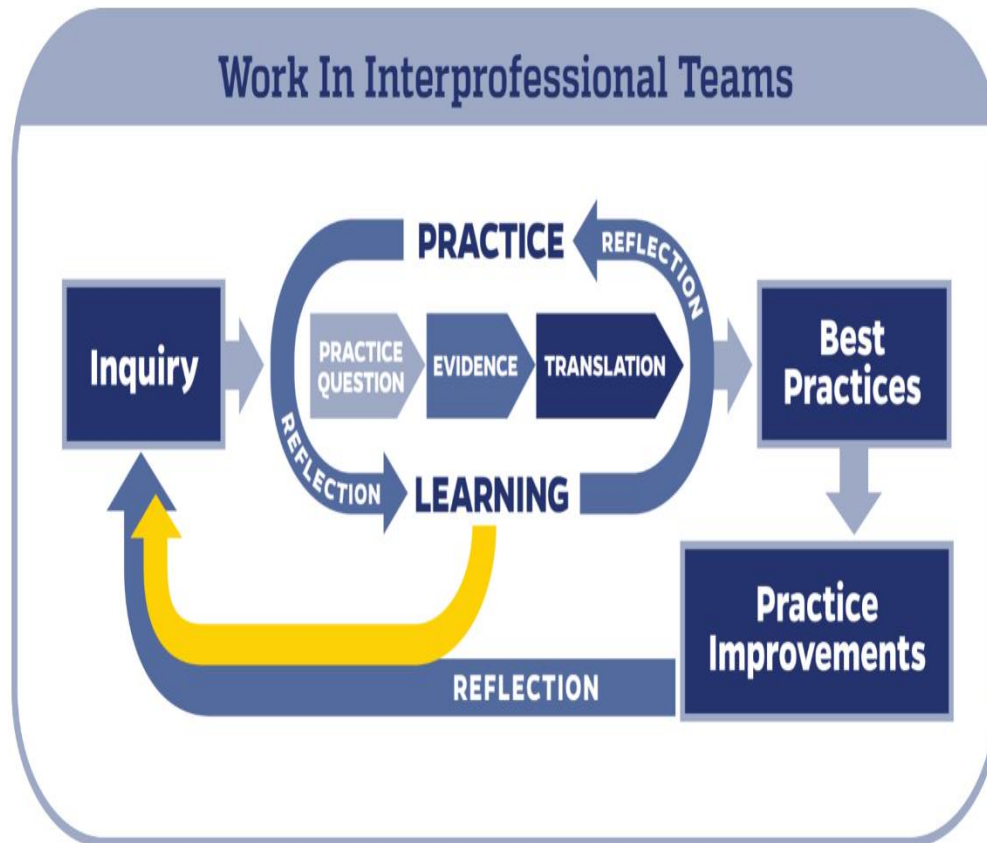 Work In Interprofessional Teams
PRACTICE
REFLECTION
Inquiry
PRACTICE
QUESTION
EVIDENCE
TRANSLATION
Best
Practices
REFLECTION
LEARNING
Practice
Improvements
REFLECTION